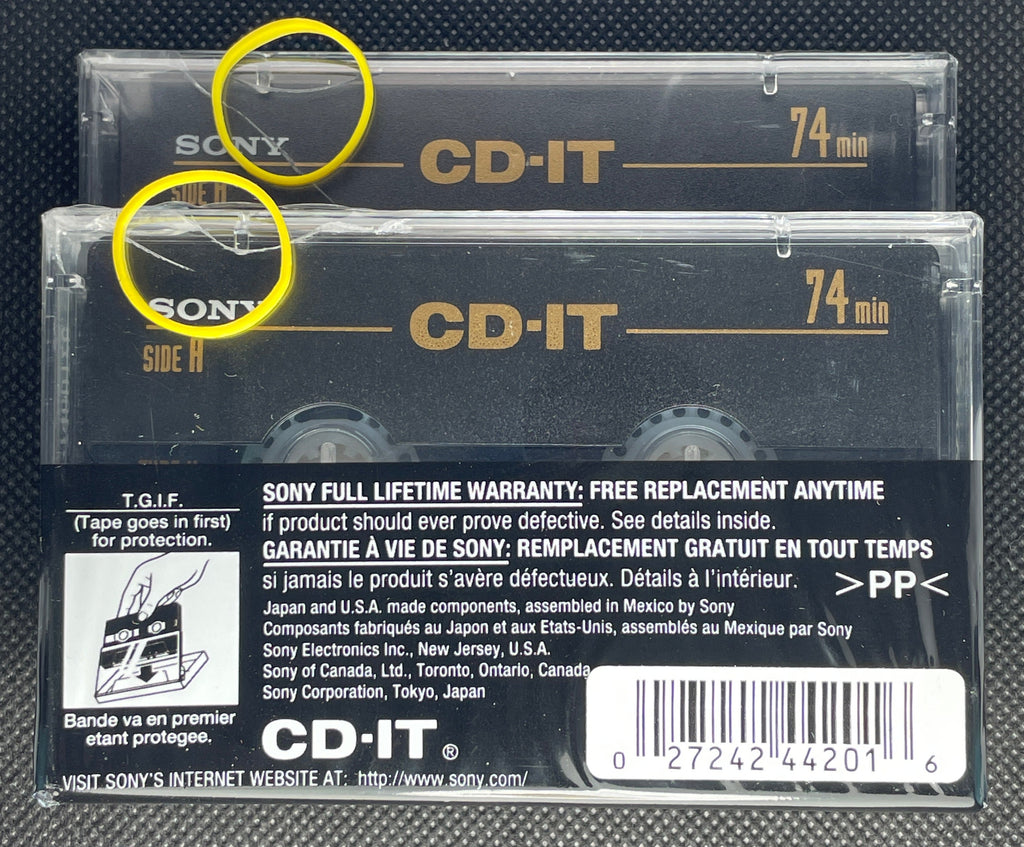 SONY
CD-IT
74 min
SIDE A
SONY
CD-IT
74 min
SIDE A
T.G.I.F.
(Tape goes in first)
for protection.
Bande va en premier
etant protegee.
SONY FULL LIFETIME WARRANTY: FREE REPLACEMENT ANYTIME
if product should ever prove defective. See details inside.
GARANTIE À VIE DE SONY: REMPLACEMENT GRATUIT EN TOUT TEMPS
si jamais le produit s'avère défectueux. Détails à l'intérieur.
>PP<
Japan and U.S.A. made components, assembled in Mexico by Sony
Composants fabriqués au Japon et aux Etats-Unis, assemblés au Mexique par Sony
Sony Electronics Inc., New Jersey, U.S.A.
Sony of Canada, Ltd., Toronto, Ontario, Canada
Sony Corporation, Tokyo, Japan
CD-IT ®
VISIT SONY'S INTERNET WEBSITE AT: http://www.sony.com/
0 27242 44201 6